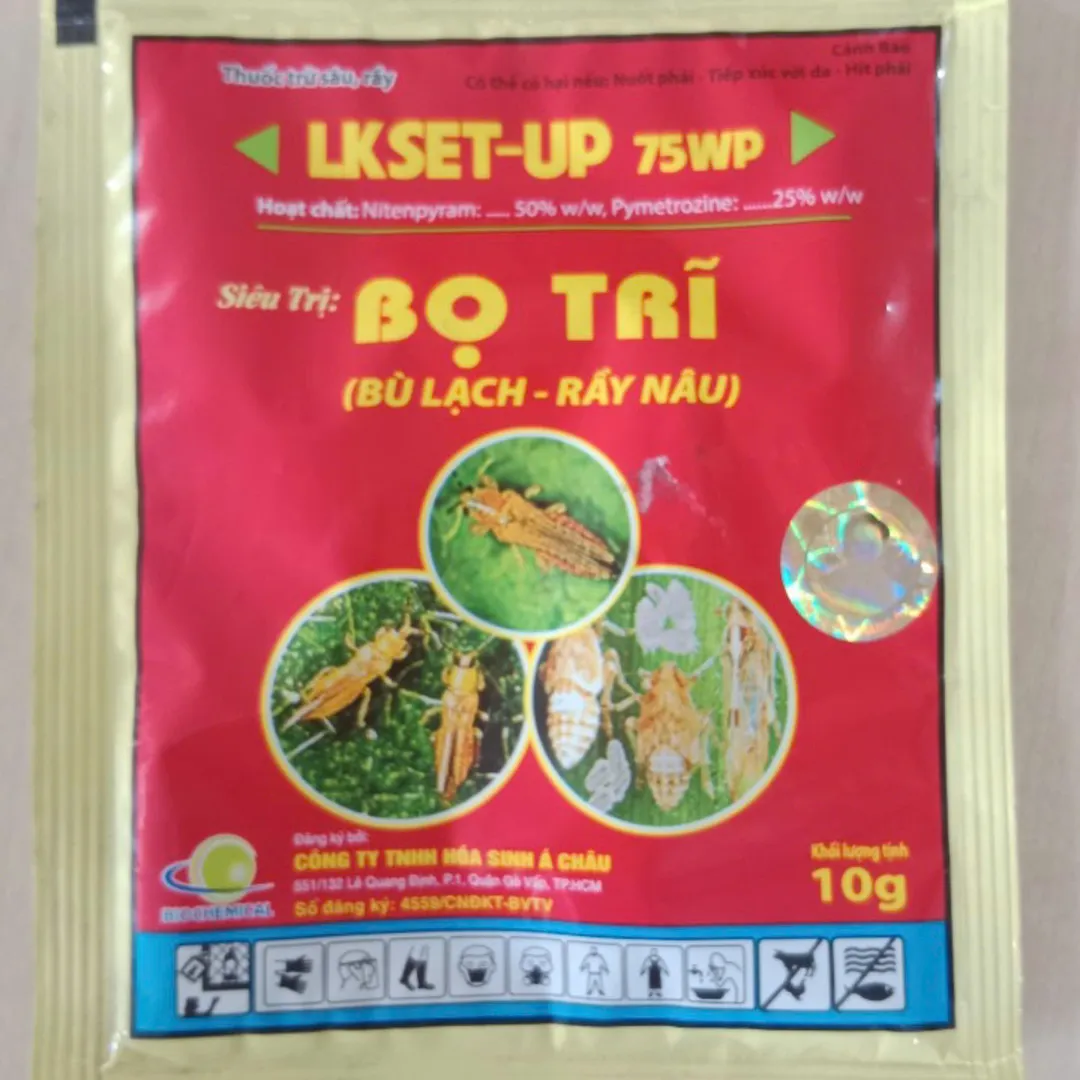 Cảnh Báo
Thuốc trừ sâu, rầy
Có thể có hại nếu: Nuốt phải - Tiếp xúc với da - Hít phải
LKSET-UP 75WP
Hoạt chất: Nitenpyram: ..... 50% w/w, Pymetrozine: ......25% w/w
Siêu Trị: BỌ TRĨ
(BÙ LẠCH - RẦY NÂU)
Đăng ký bởi:
CÔNG TY TNHH HÓA SINH Á CHÂU
551/132 Lê Quang Định, P.1, Quận Gò Vấp, TP.HCM
Số đăng ký: 4559/CNĐKT-BVTV
BIOCHEMICAL
Khối lượng tịnh
10g